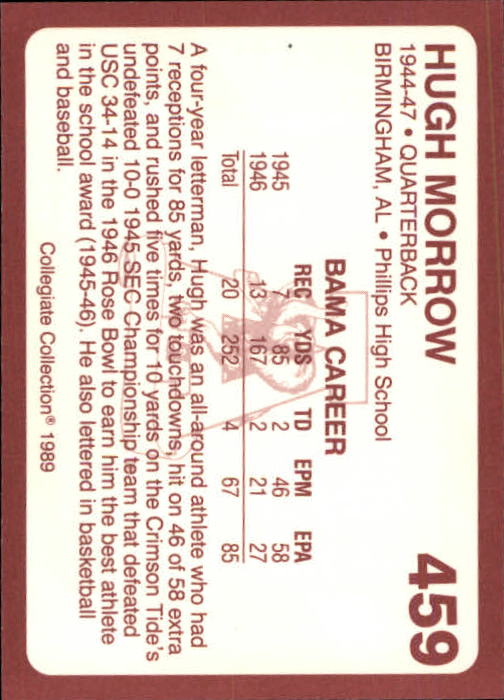 HUGH MORROW 459
1944-47 • QUARTERBACK
BIRMINGHAM, AL • Phillips High School
BAMA CAREER
REC YDS TD EPM EPA
1945 7 85 2 46 58
1946 13 167 2 21 27
Total 20 252 4 67 85
A four-year letterman, Hugh was an all-around athlete who had
7 receptions for 85 yards, two touchdowns, hit on 46 of 58 extra
points, and rushed five times for 10 yards on the Crimson Tide's
undefeated 10-0 1945 SEC Championship team that defeated
USC 34-14 in the 1946 Rose Bowl to earn him the best athlete
in the school award (1945-46). He also lettered in basketball
and baseball.
Collegiate Collection® 1989